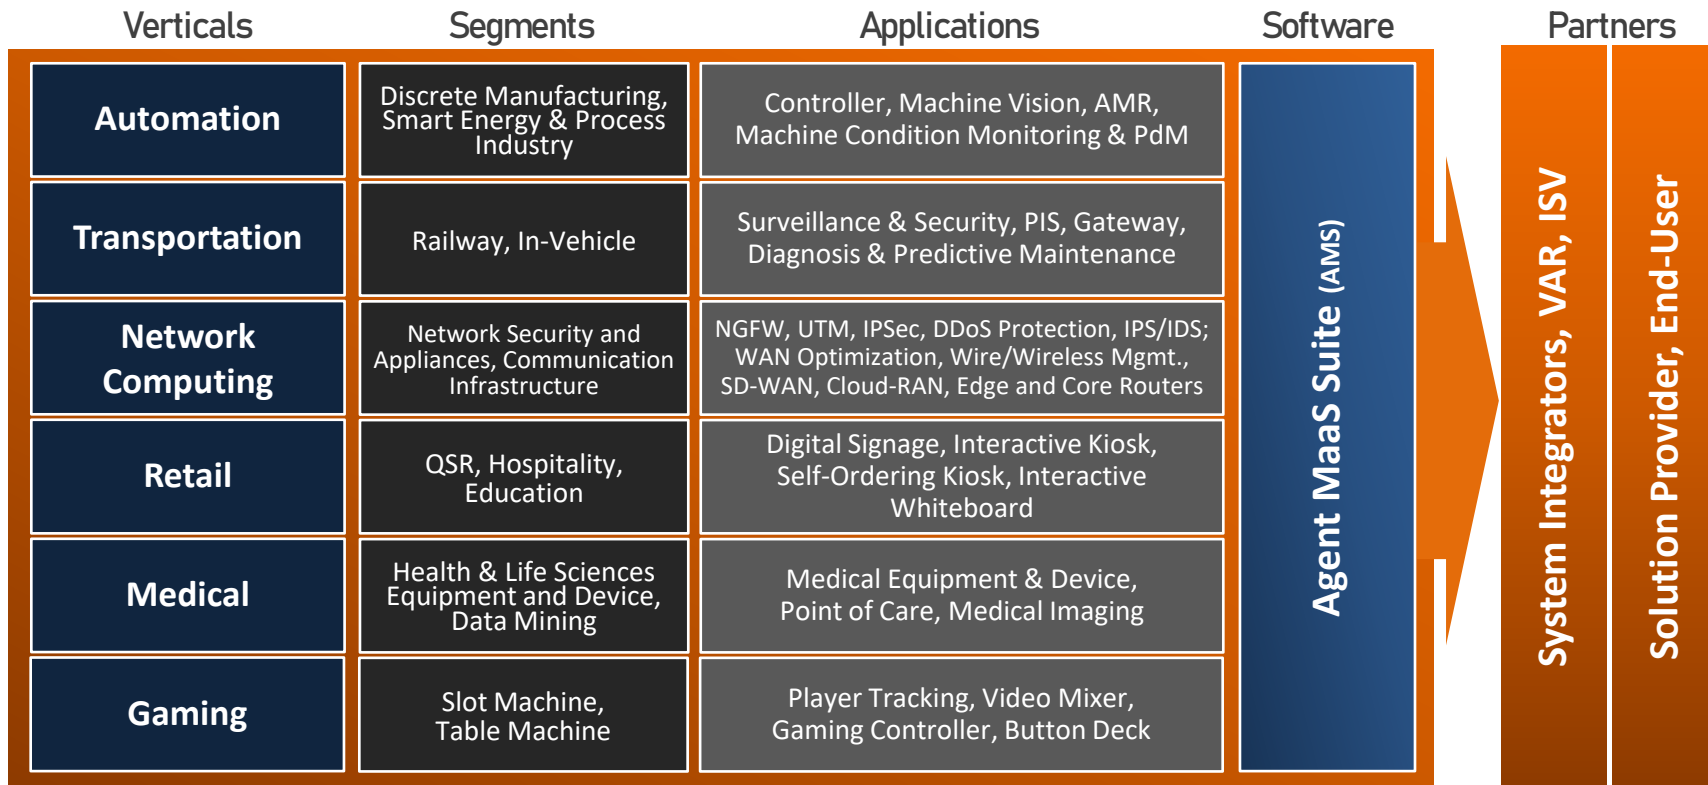 Verticals
Segments
Applications
Software
Partners
Automation
Discrete Manufacturing,
Smart Energy & Process
Industry
Controller, Machine Vision, AMR,
Machine Condition Monitoring & PdM
Transportation
Railway, In-Vehicle
Surveillance & Security, PIS, Gateway,
Diagnosis & Predictive Maintenance
Network
Computing
Network Security and
Appliances, Communication
Infrastructure
NGFW, UTM, IPSec, DDoS Protection, IPS/IDS;
WAN Optimization, Wire/Wireless Mgmt.,
SD-WAN, Cloud-RAN, Edge and Core Routers
Retail
QSR, Hospitality,
Education
Digital Signage, Interactive Kiosk,
Self-Ordering Kiosk, Interactive
Whiteboard
Medical
Health & Life Sciences
Equipment and Device,
Data Mining
Medical Equipment & Device,
Point of Care, Medical Imaging
Gaming
Slot Machine,
Table Machine
Player Tracking, Video Mixer,
Gaming Controller, Button Deck
Agent MaaS Suite (AMS)
System Integrators, VAR, ISV
Solution Provider, End-User